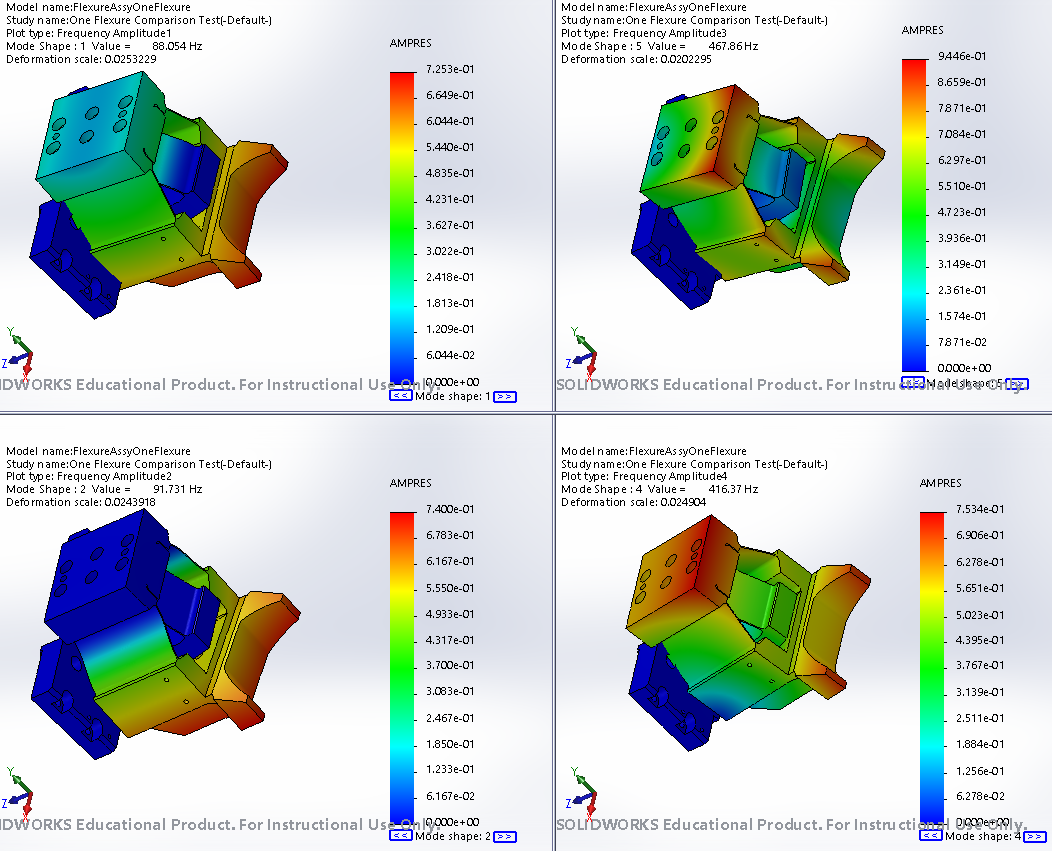 Model name:FlexureAssyOneFlexure
Study name:One Flexure Comparison Test(-Default-)
Plot type: Frequency Amplitude1
Mode Shape : 1 Value = 88.054 Hz
Deformation scale: 0.0253229
AMPRES
7.253e-01
6.649e-01
6.044e-01
5.440e-01
4.835e-01
4.231e-01
3.627e-01
3.022e-01
2.418e-01
1.813e-01
1.209e-01
6.044e-02
0.000e+00
Y
Z
X
IDWORKS Educational Product. For Instructional Use Only.
<< Mode shape: 1 >>
Model name:FlexureAssyOneFlexure
Study name:One Flexure Comparison Test(-Default-)
Plot type: Frequency Amplitude3
Mode Shape : 5 Value = 467.86 Hz
Deformation scale: 0.0202295
AMPRES
9.446e-01
8.659e-01
7.871e-01
7.084e-01
6.297e-01
5.510e-01
4.723e-01
3.936e-01
3.149e-01
2.361e-01
1.574e-01
7.871e-02
0.000e+00
Y
Z
X
SOLIDWORKS Educational Product. For Instructional Use Only.
<< Mode shape: 5 >>
Model name:FlexureAssyOneFlexure
Study name:One Flexure Comparison Test(-Default-)
Plot type: Frequency Amplitude2
Mode Shape : 2 Value = 91.731 Hz
Deformation scale: 0.0243918
AMPRES
7.400e-01
6.783e-01
6.167e-01
5.550e-01
4.933e-01
4.317e-01
3.700e-01
3.083e-01
2.467e-01
1.850e-01
1.233e-01
6.167e-02
0.000e+00
Y
Z
X
IDWORKS Educational Product. For Instructional Use Only.
<< Mode shape: 2 >>
Model name:FlexureAssyOneFlexure
Study name:One Flexure Comparison Test(-Default-)
Plot type: Frequency Amplitude4
Mode Shape : 4 Value = 416.37 Hz
Deformation scale: 0.024904
AMPRES
7.534e-01
6.906e-01
6.278e-01
5.651e-01
5.023e-01
4.395e-01
3.767e-01
3.139e-01
2.511e-01
1.884e-01
1.256e-01
6.278e-02
0.000e+00
Y
Z
X
SOLIDWORKS Educational Product. For Instructional Use Only.
<< Mode shape: 4 >>